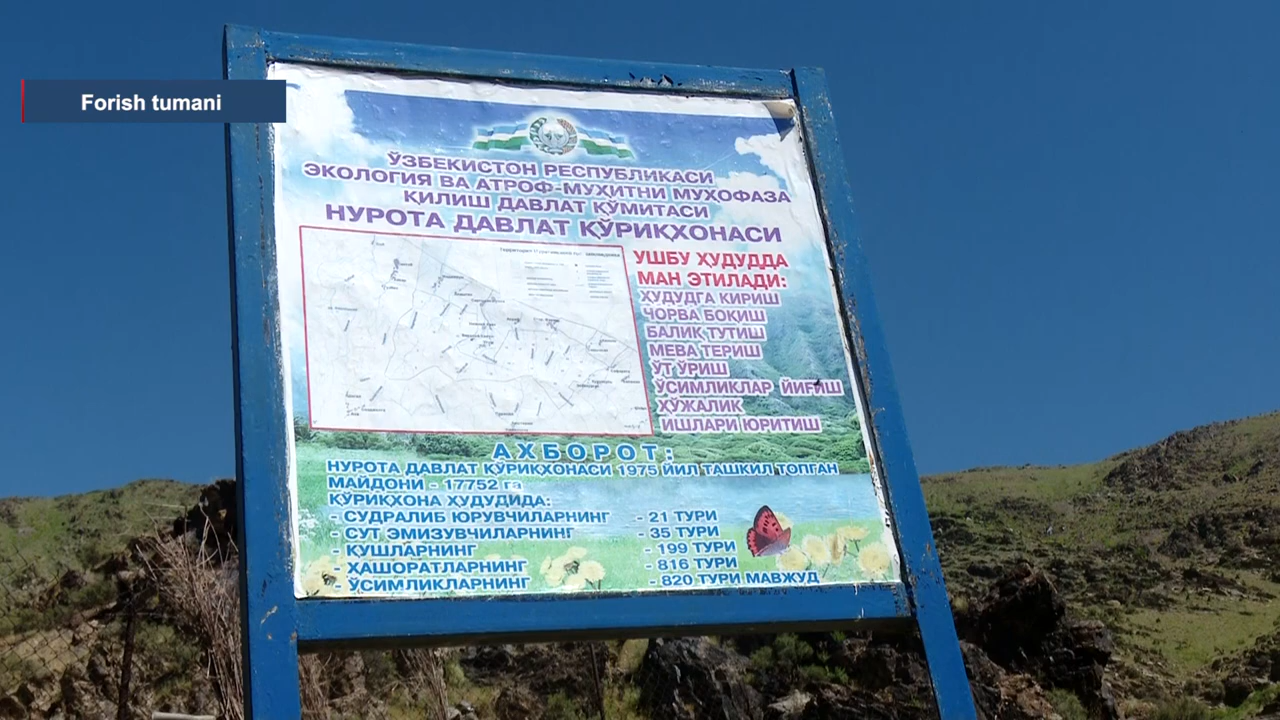 Forish tumani
ЎЗБЕКИСТОН РЕСПУБЛИКАСИ
ЭКОЛОГИЯ ВА АТРОФ-МУҲИТНИ МУҲОФАЗА
ҚИЛИШ ДАВЛАТ ҚЎМИТАСИ
НУРОТА ДАВЛАТ ҚЎРИҚХОНАСИ
УШБУ ҲУДУДДА
МАН ЭТИЛАДИ:
ҲУДУДГА КИРИШ
ЧОРВА БОҚИШ
БАЛИҚ ТУТИШ
МЕВА ТЕРИШ
ЎТ ЎРИШ
ЎСИМЛИКЛАР ЙИҒИШ
ХЎЖАЛИК
ИШЛАРИ ЮРИТИШ
АХБОРОТ:
НУРОТА ДАВЛАТ ҚЎРИҚХОНАСИ 1975 ЙИЛ ТАШКИЛ ТОПГАН
МАЙДОНИ - 17752 га
ҚЎРИҚХОНА ҲУДУДИДА:
- СУДРАЛИБ ЮРУВЧИЛАРНИНГ - 21 ТУРИ
- СУТ ЭМИЗУВЧИЛАРНИНГ - 35 ТУРИ
- ҚУШЛАРНИНГ - 199 ТУРИ
- ҲАШОРАТЛАРНИНГ - 816 ТУРИ
- ЎСИМЛИКЛАРНИНГ - 820 ТУРИ МАВЖУД